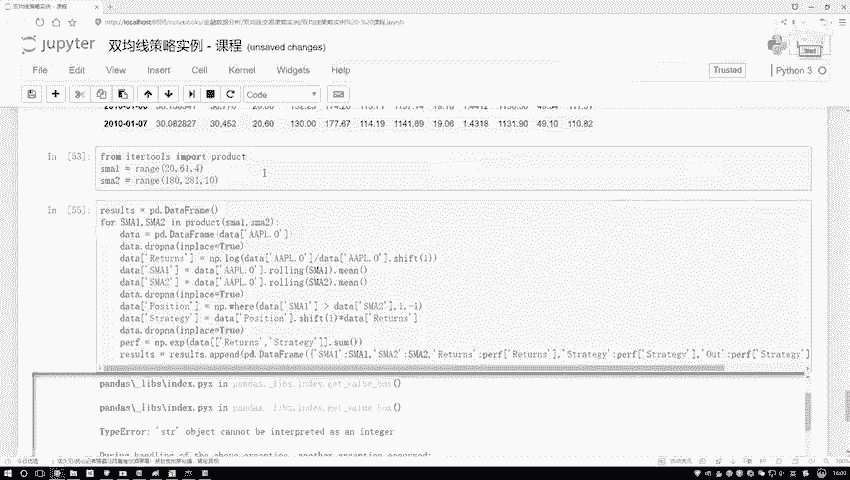 双均线策略实例 - 课程
jupyter 双均线策略实例 - 课程 (unsaved changes)
File Edit View Insert Cell Kernel Widgets Help
Trusted Python 3
Code
2010-01-07 30.082827 30.452 20.60 130.00 177.67 114.19 1141.69 19.06 1.4318 1131.90 49.10 110.82
In [53]:
from itertools import product
sma1 = range(20,61,4)
sma2 = range(180,281,10)
In [55]:
results = pd.DataFrame()
for SMA1,SMA2 in product(sma1,sma2):
data = pd.DataFrame(data['AAPL.O'])
data.dropna(inplace=True)
data['Returns'] = np.log(data['AAPL.O']/data['AAPL.O'].shift(1))
data['SMA1'] = data['AAPL.O'].rolling(SMA1).mean()
data['SMA2'] = data['AAPL.O'].rolling(SMA2).mean()
data.dropna(inplace=True)
data['Position'] = np.where(data['SMA1'] > data['SMA2'],1,-1)
data['Strategy'] = data['Position'].shift(1)*data['Returns']
data.dropna(inplace=True)
perf = np.exp(data[['Returns','Strategy']].sum())
results = results.append(pd.DataFrame({'SMA1':SMA1,'SMA2':SMA2,'Returns':perf['Returns'],'Strategy':perf['Strategy'],'Out':perf['Strategy']
pandas\_libs\index.pyx in pandas._libs.index.get_value_box()
pandas\_libs\index.pyx in pandas._libs.index.get_value_box()
TypeError: 'str' object cannot be interpreted as an integer
During handling of the above exception, another exception occurred: